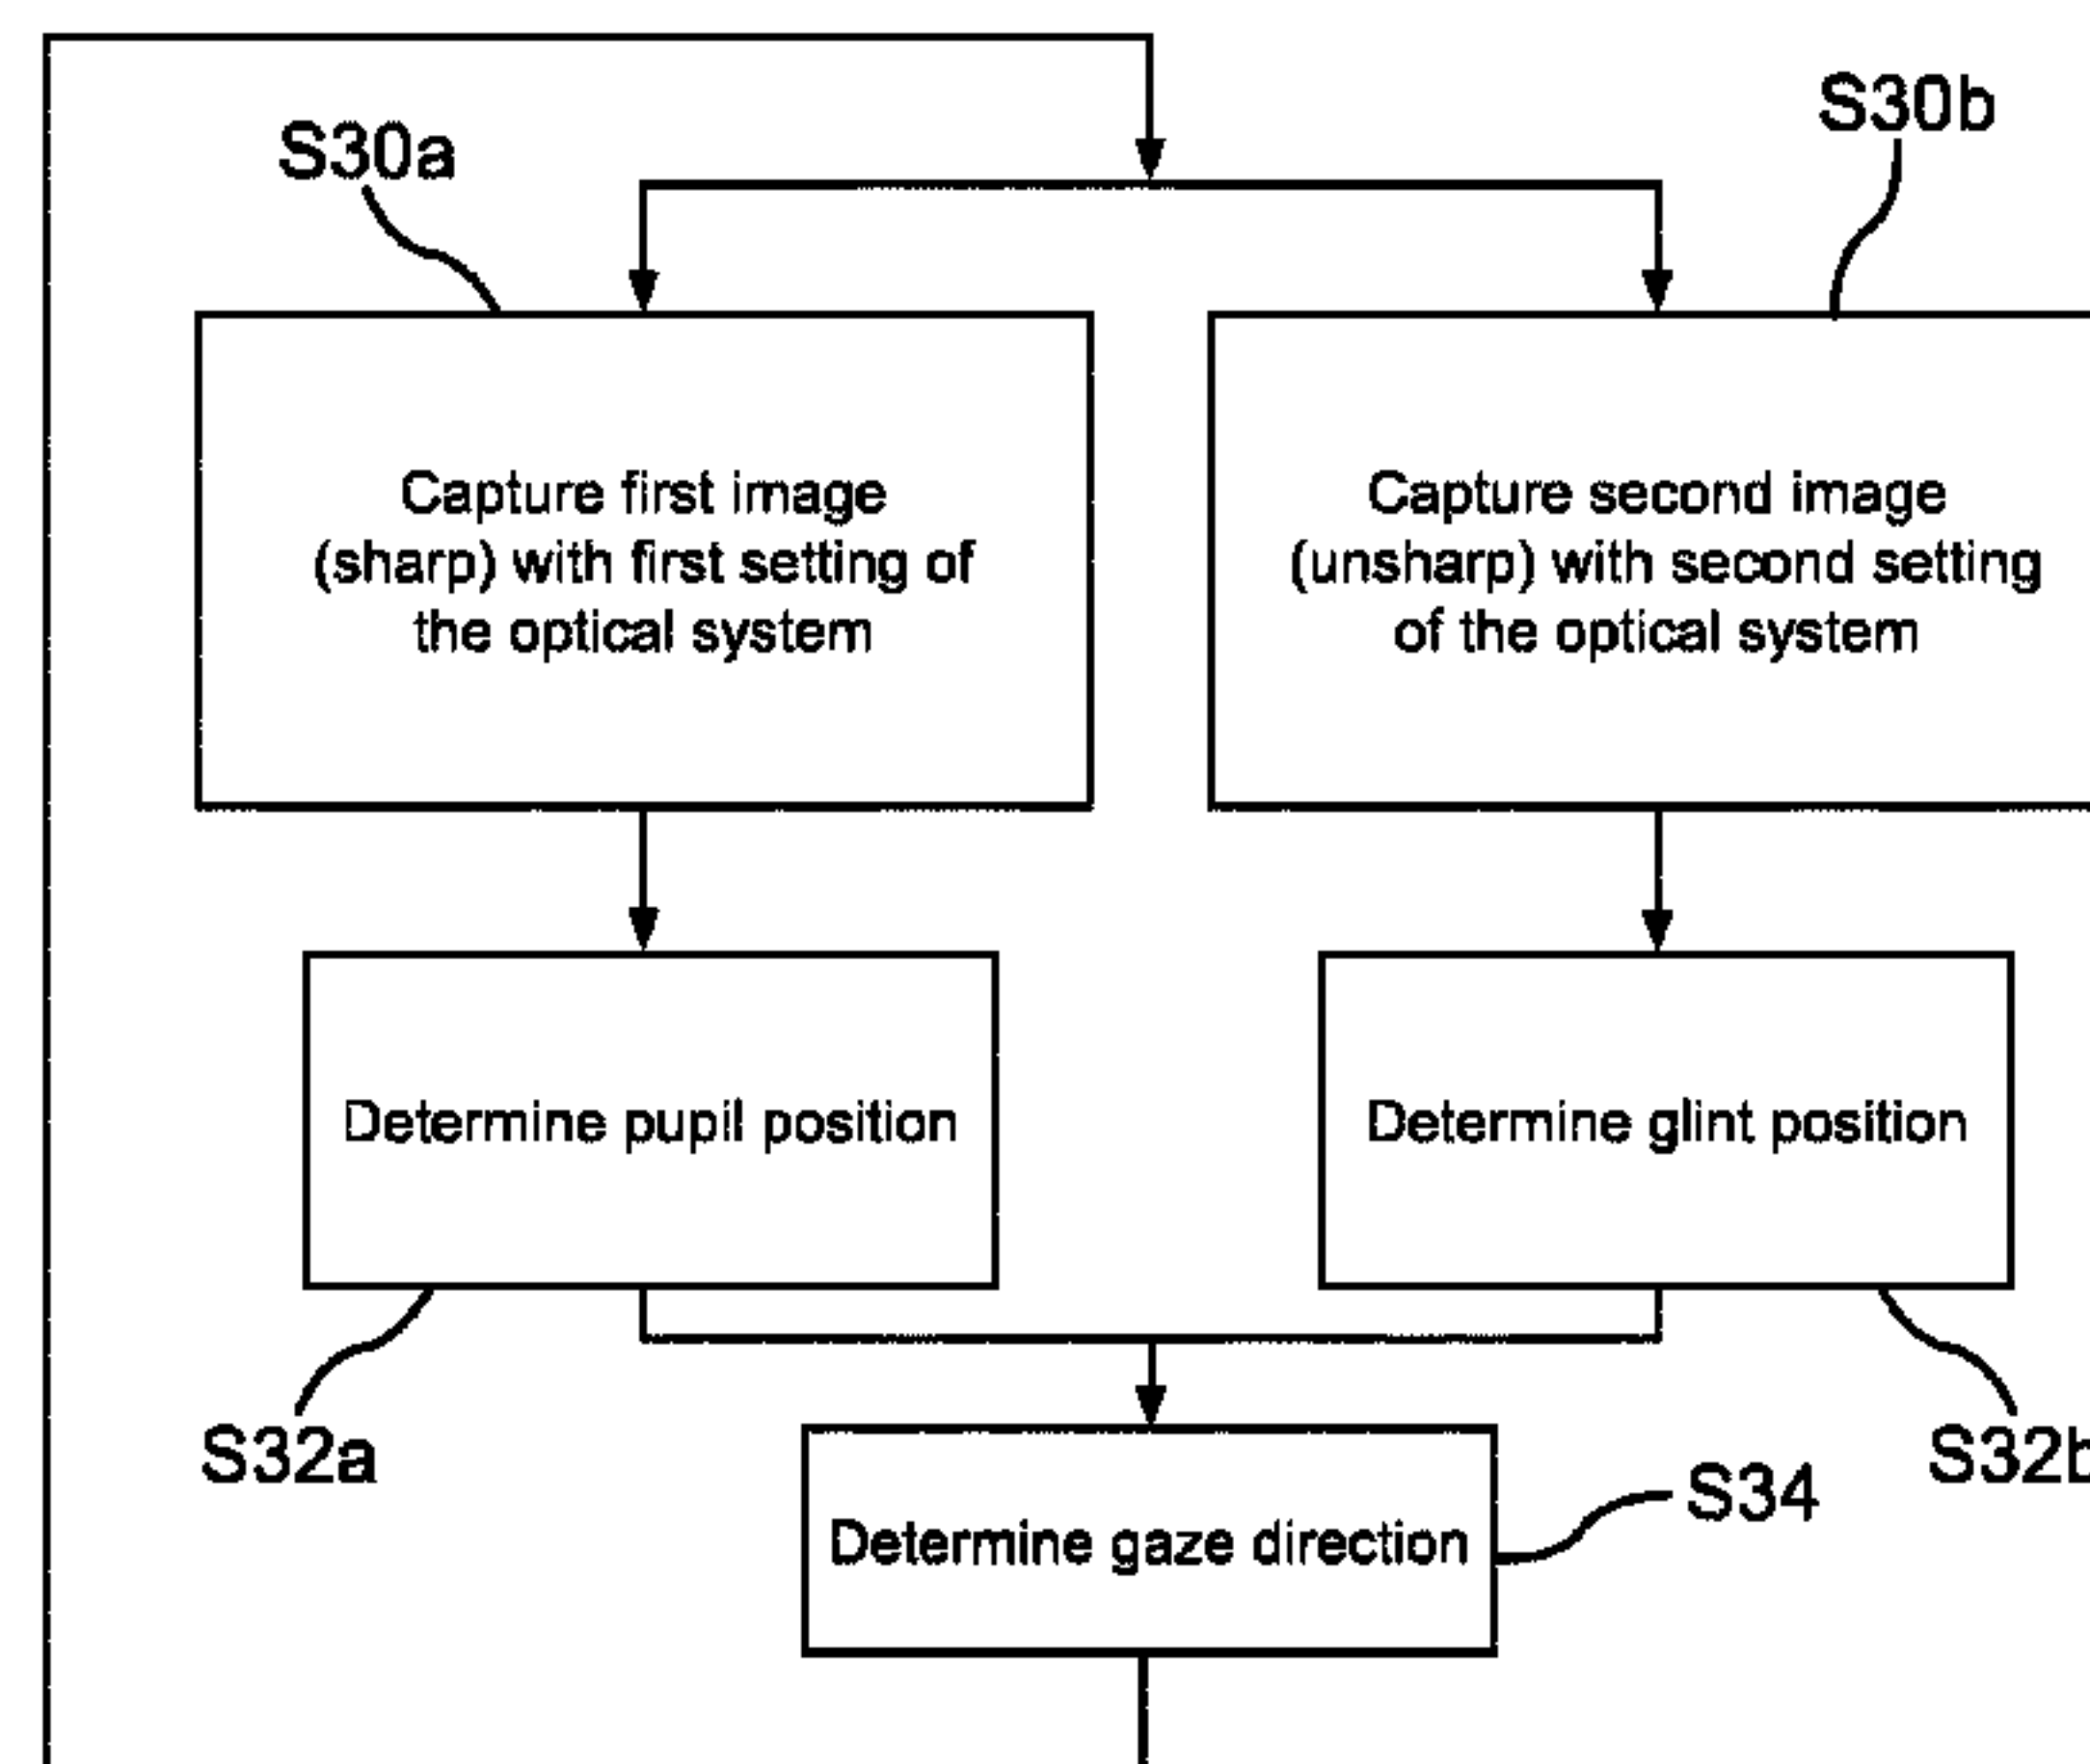 S30a
S30b
Capture first image
(sharp) with first setting of
the optical system
Capture second image
(unsharp) with second setting
of the optical system
Determine pupil position
Determine glint position
S32a
S32b
Determine gaze direction
S34